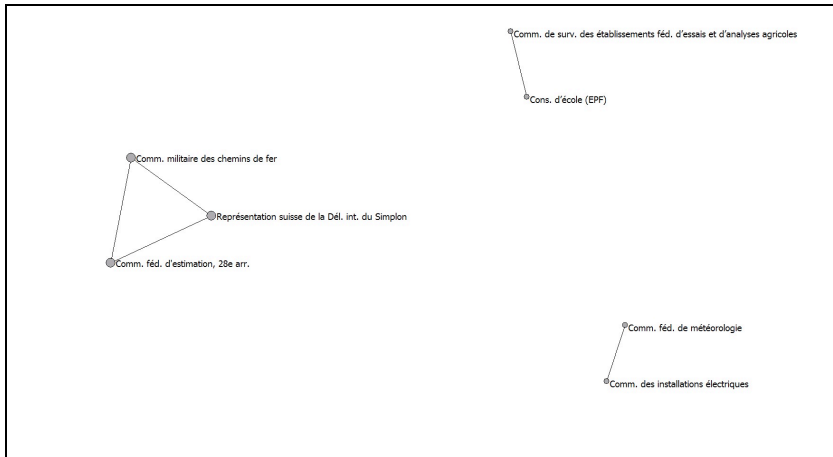 Comm. de surv. des établissements féd. d'essais et d'analyses agricoles
Cons. d'école (EPF)
Comm. militaire des chemins de fer
Représentation suisse de la Dél. int. du Simplon
Comm. féd. d'estimation, 28e arr.
Comm. féd. de météorologie
Comm. des installations électriques